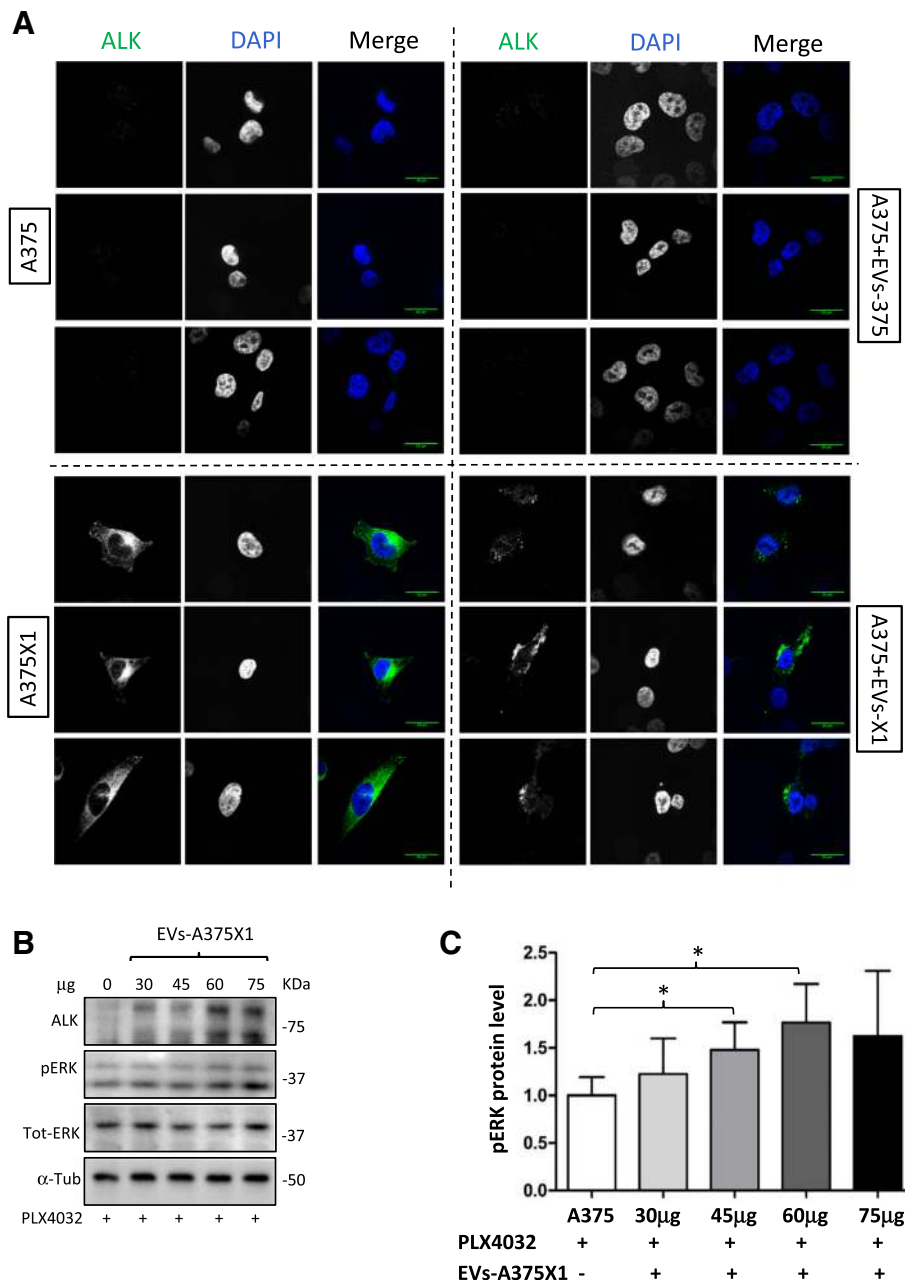 A
ALK DAPI Merge ALK DAPI Merge
A375
A375+EVs-375
A375X1
A375+EVs-X1
B
EVs-A375X1
µg 0 30 45 60 75 KDa
ALK
-75
pERK
-37
Tot-ERK
-37
α-Tub
-50
PLX4032 + + + + +
C
pERK protein level
2.5
2.0
1.5
1.0
0.5
0.0
*
*
A375 30µg 45µg 60µg 75µg
PLX4032 + + + + +
EVs-A375X1 - + + + +